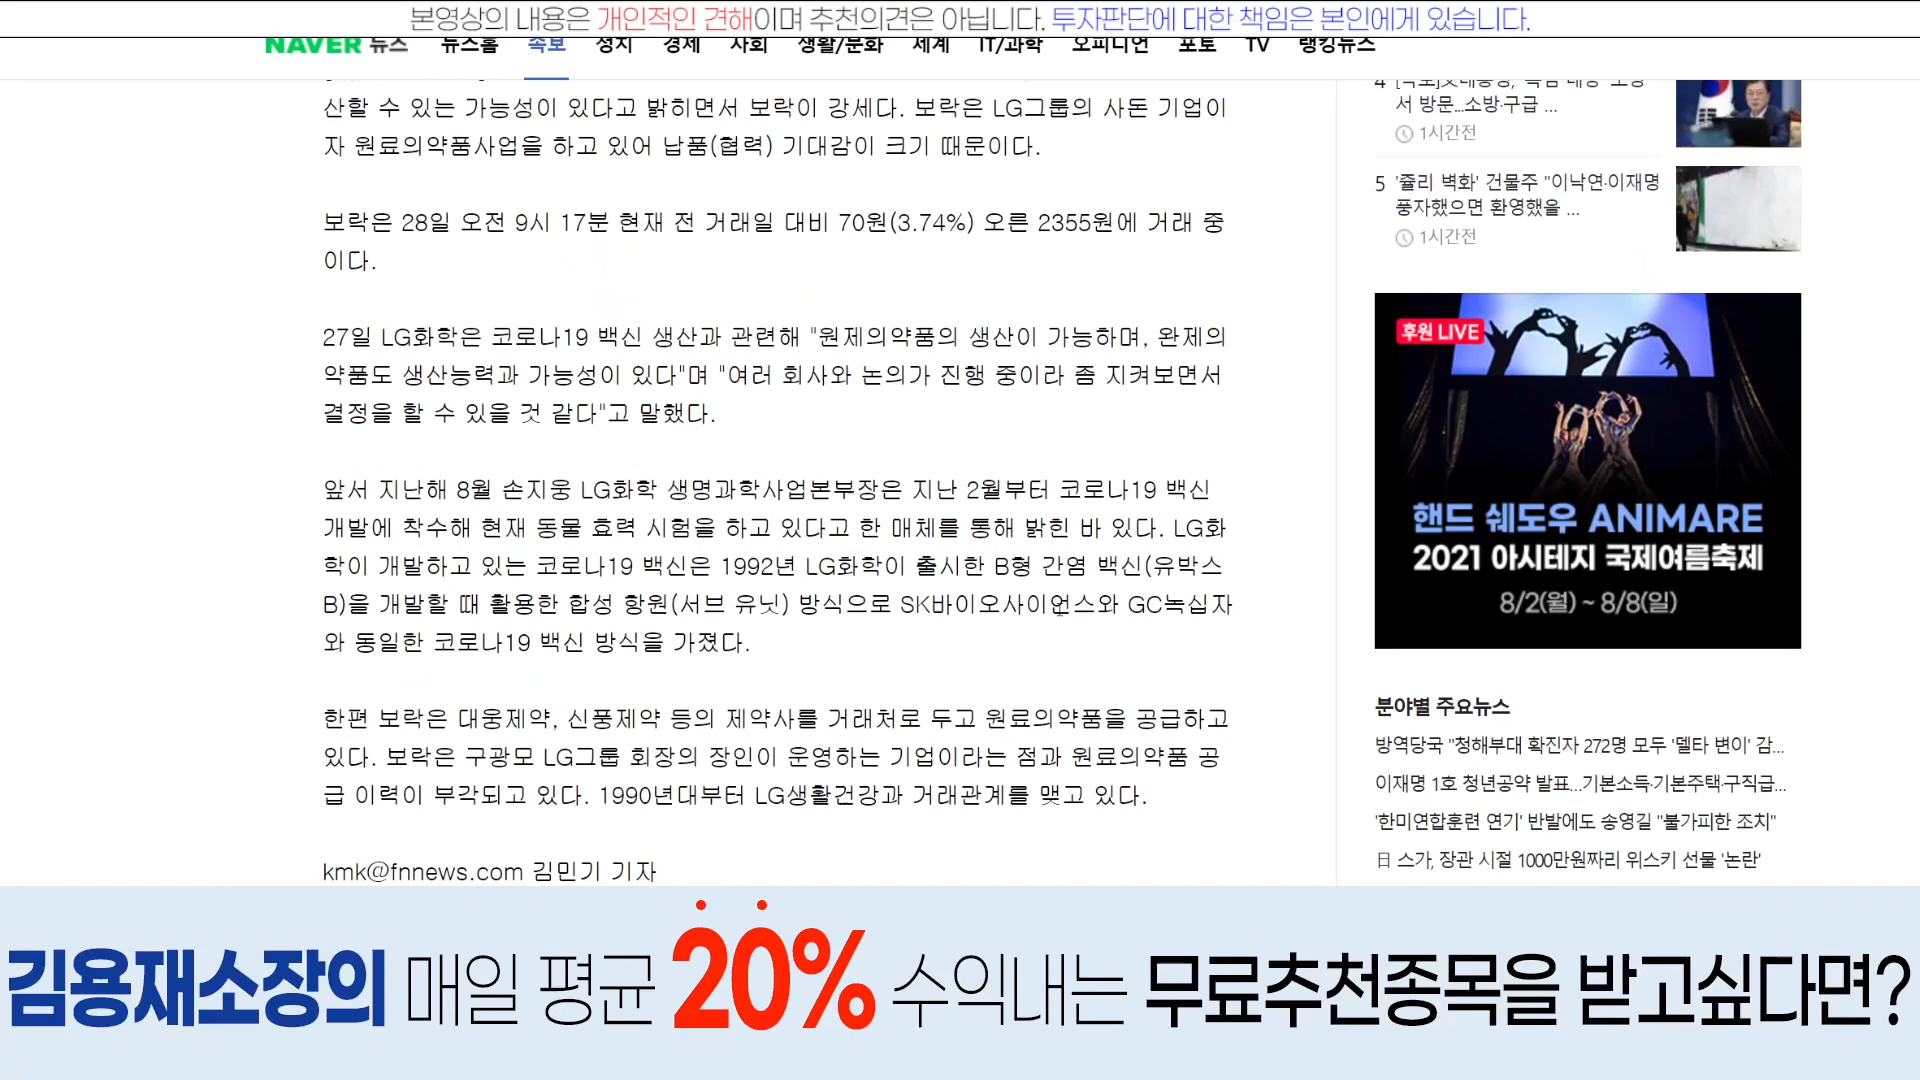 본영상의 내용은 개인적인 견해이며 추천의견은 아닙니다. 투자판단에 대한 책임은 본인에게 있습니다.
NAVER 뉴스 뉴스홈 속보 정치 경제 사회 생활/문화 세계 IT/과학 오피니언 포토 TV 랭킹뉴스
산할 수 있는 가능성이 있다고 밝히면서 보락이 강세다. 보락은 LG그룹의 사돈 기업이
자 원료의약품사업을 하고 있어 납품(협력) 기대감이 크기 때문이다.
보락은 28일 오전 9시 17분 현재 전 거래일 대비 70원(3.74%) 오른 2355원에 거래 중
이다.
27일 LG화학은 코로나19 백신 생산과 관련해 "원제의약품의 생산이 가능하며, 완제의
약품도 생산능력과 가능성이 있다"며 "여러 회사와 논의가 진행 중이라 좀 지켜보면서
결정을 할 수 있을 것 같다"고 말했다.
앞서 지난해 8월 손지웅 LG화학 생명과학사업본부장은 지난 2월부터 코로나19 백신
개발에 착수해 현재 동물 효력 시험을 하고 있다고 한 매체를 통해 밝힌 바 있다. LG화
학이 개발하고 있는 코로나19 백신은 1992년 LG화학이 출시한 B형 간염 백신(유박스
B)을 개발할 때 활용한 합성 항원(서브 유닛) 방식으로 SK바이오사이언스와 GC녹십자
와 동일한 코로나19 백신 방식을 가졌다.
한편 보락은 대웅제약, 신풍제약 등의 제약사를 거래처로 두고 원료의약품을 공급하고
있다. 보락은 구광모 LG그룹 회장의 장인이 운영하는 기업이라는 점과 원료의약품 공
급 이력이 부각되고 있다. 1990년대부터 LG생활건강과 거래관계를 맺고 있다.
kmk@fnnews.com 김민기 기자
4
서 방문...소방·구급 ...
1시간전
5 '쥴리 벽화' 건물주 "이낙연·이재명
풍자했으면 환영했을 ...
1시간전
후원 LIVE
핸드 쉐도우 ANIMARE
2021 아시테지 국제여름축제
8/2(월) ~ 8/8(일)
분야별 주요뉴스
방역당국 "청해부대 확진자 272명 모두 '델타 변이' 감...
이재명 1호 청년공약 발표...기본소득·기본주택·구직급...
'한미연합훈련 연기' 반발에도 송영길 "불가피한 조치"
日 스가, 장관 시절 1000만원짜리 위스키 선물 '논란'
김용재소장의 매일 평균 20% 수익내는 무료추천종목을 받고싶다면?